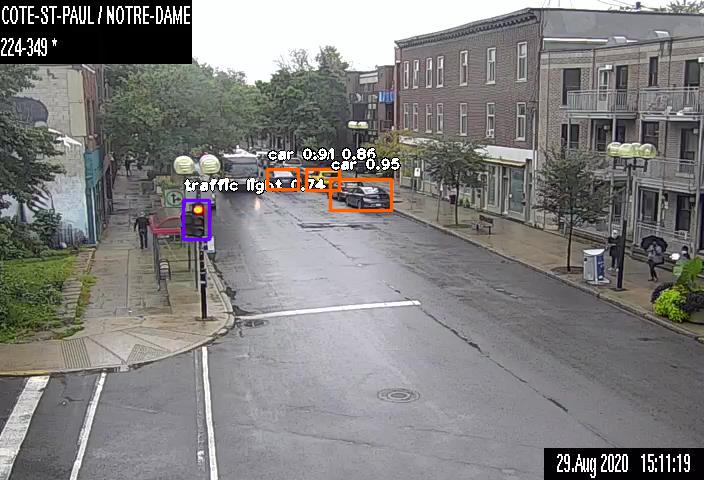 COTE-ST-PAUL / NOTRE-DAME
224-349 *
car 0.91
0.86
car 0.95
traffic light 0.74
29.Aug 2020 15:11:19